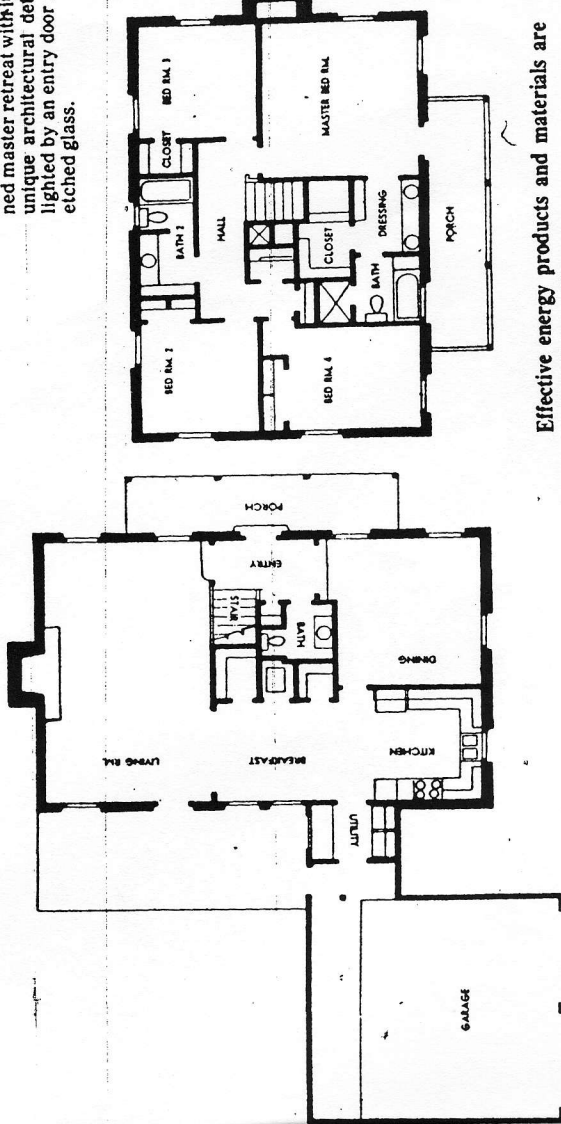 ned master retreat with
unique architectural de
lighted by an entry door
etched glass.
BED RM. 3
CLOSET
BATH 2
HALL
BED RM. 2
MASTER BED RM.
CLOSET
DRESSING
BATH
BED RM. 4
PORCH
Effective energy products and materials are
PORCH
ENTRY
STAIR
BATH
DINING
LIVING RM.
BREAKFAST
KITCHEN
UTILITY
GARAGE